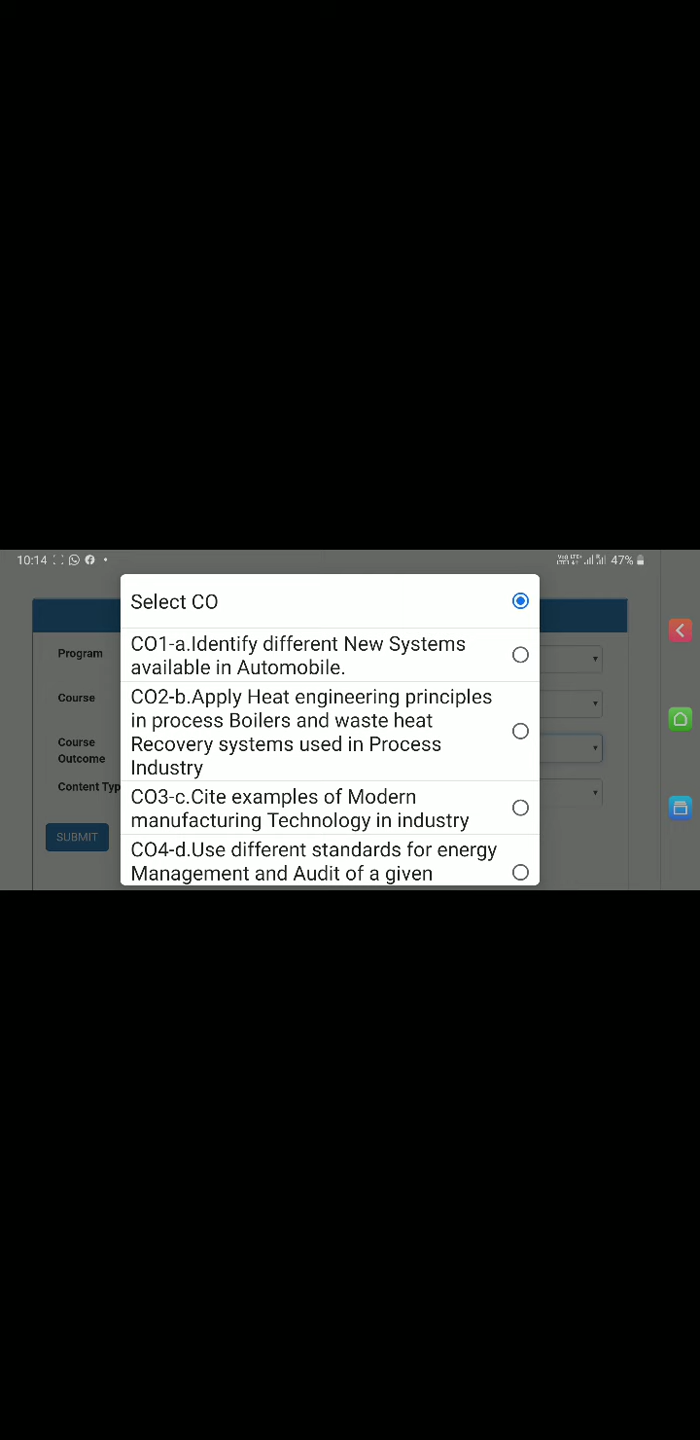 10:14 47%
Select CO
CO1-a.Identify different New Systems
available in Automobile.
CO2-b.Apply Heat engineering principles
in process Boilers and waste heat
Recovery systems used in Process
Industry
CO3-c.Cite examples of Modern
manufacturing Technology in industry
CO4-d.Use different standards for energy
Management and Audit of a given
Program
Course
Course
Outcome
Content Typ
SUBMIT